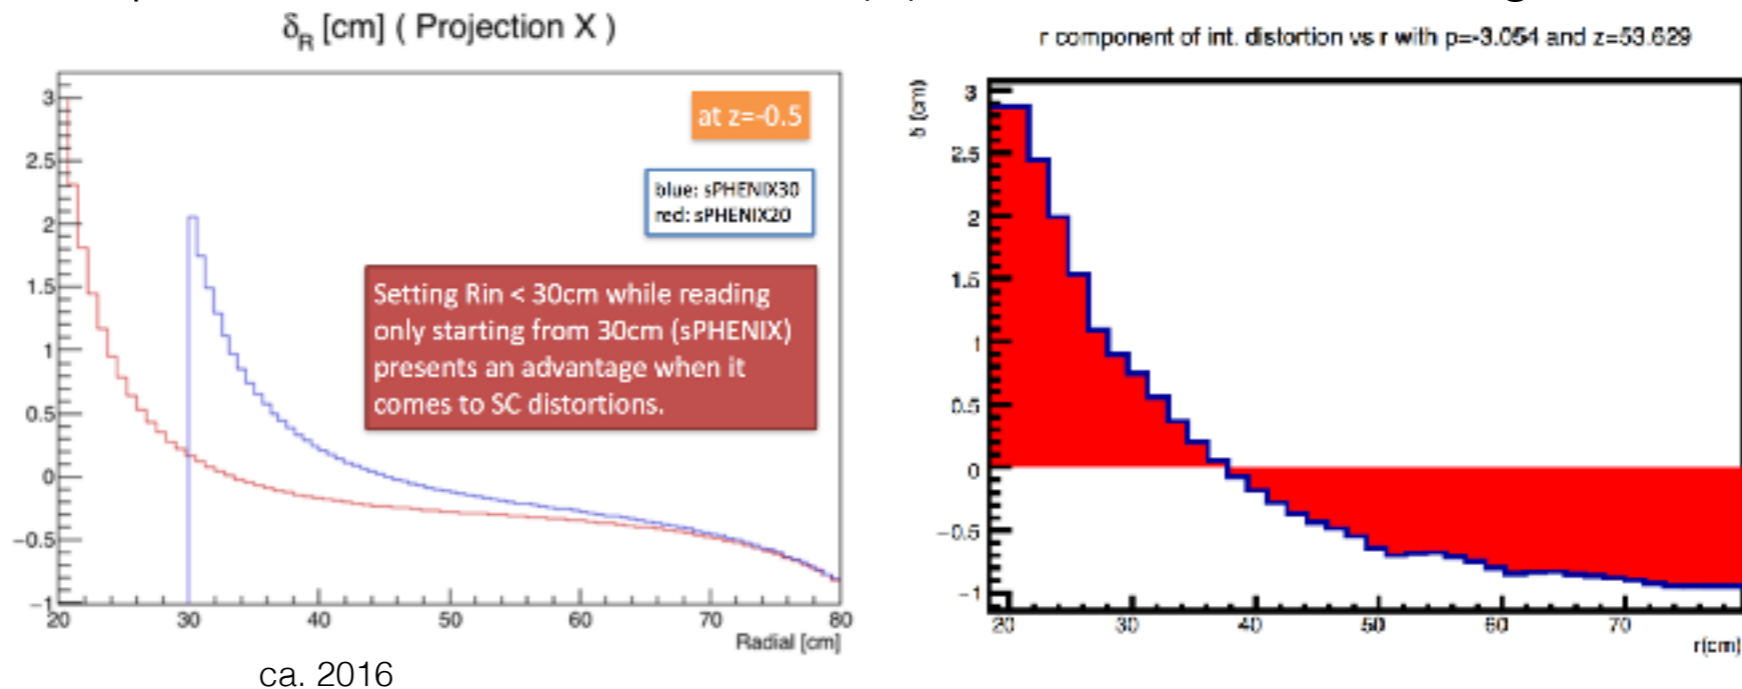 δR [cm] ( Projection X )
3
2.5
2
1.5
1
0.5
0
−0.5
−1
20 30 40 50 60 70 80
Radial [cm]
at z=-0.5
blue: sPHENIX30
red: sPHENIX20
Setting Rin < 30cm while reading
only starting from 30cm (sPHENIX)
presents an advantage when it
comes to SC distortions.
ca. 2016
r component of int. distortion vs r with p=-3.054 and z=53.629
δ (cm)
3
2.5
2
1.5
1
0.5
0
−0.5
−1
20 30 40 50 60 70
r(cm)